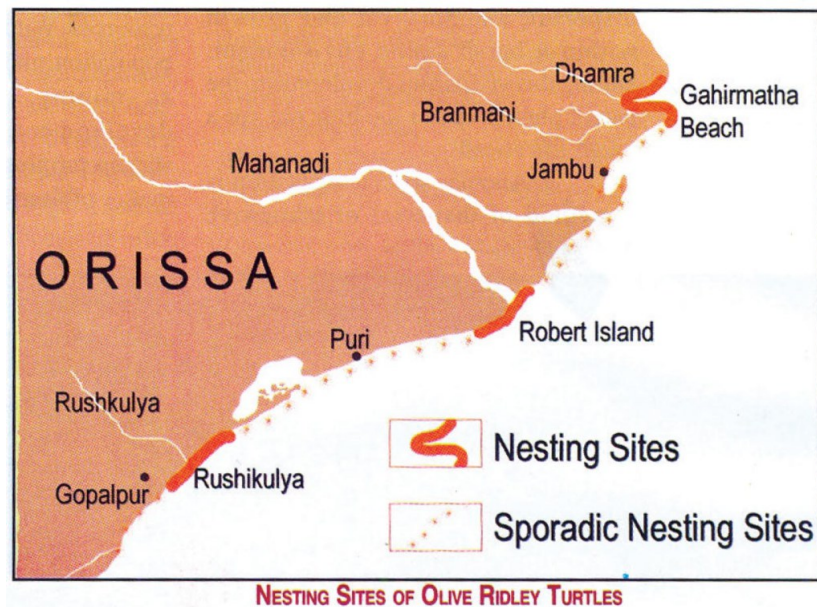 Dhamra
Gahirmatha
Beach
Branmani
Mahanadi
Jambu
ORISSA
Robert Island
Puri
Rushkulya
Nesting Sites
Rushikulya
Gopalpur
Sporadic Nesting Sites
NESTING SITES OF OLIVE RIDLEY TURTLES